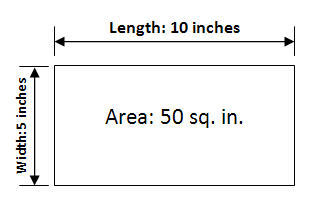 Length: 10 inches
Width:5 inches
Area: 50 sq. in.